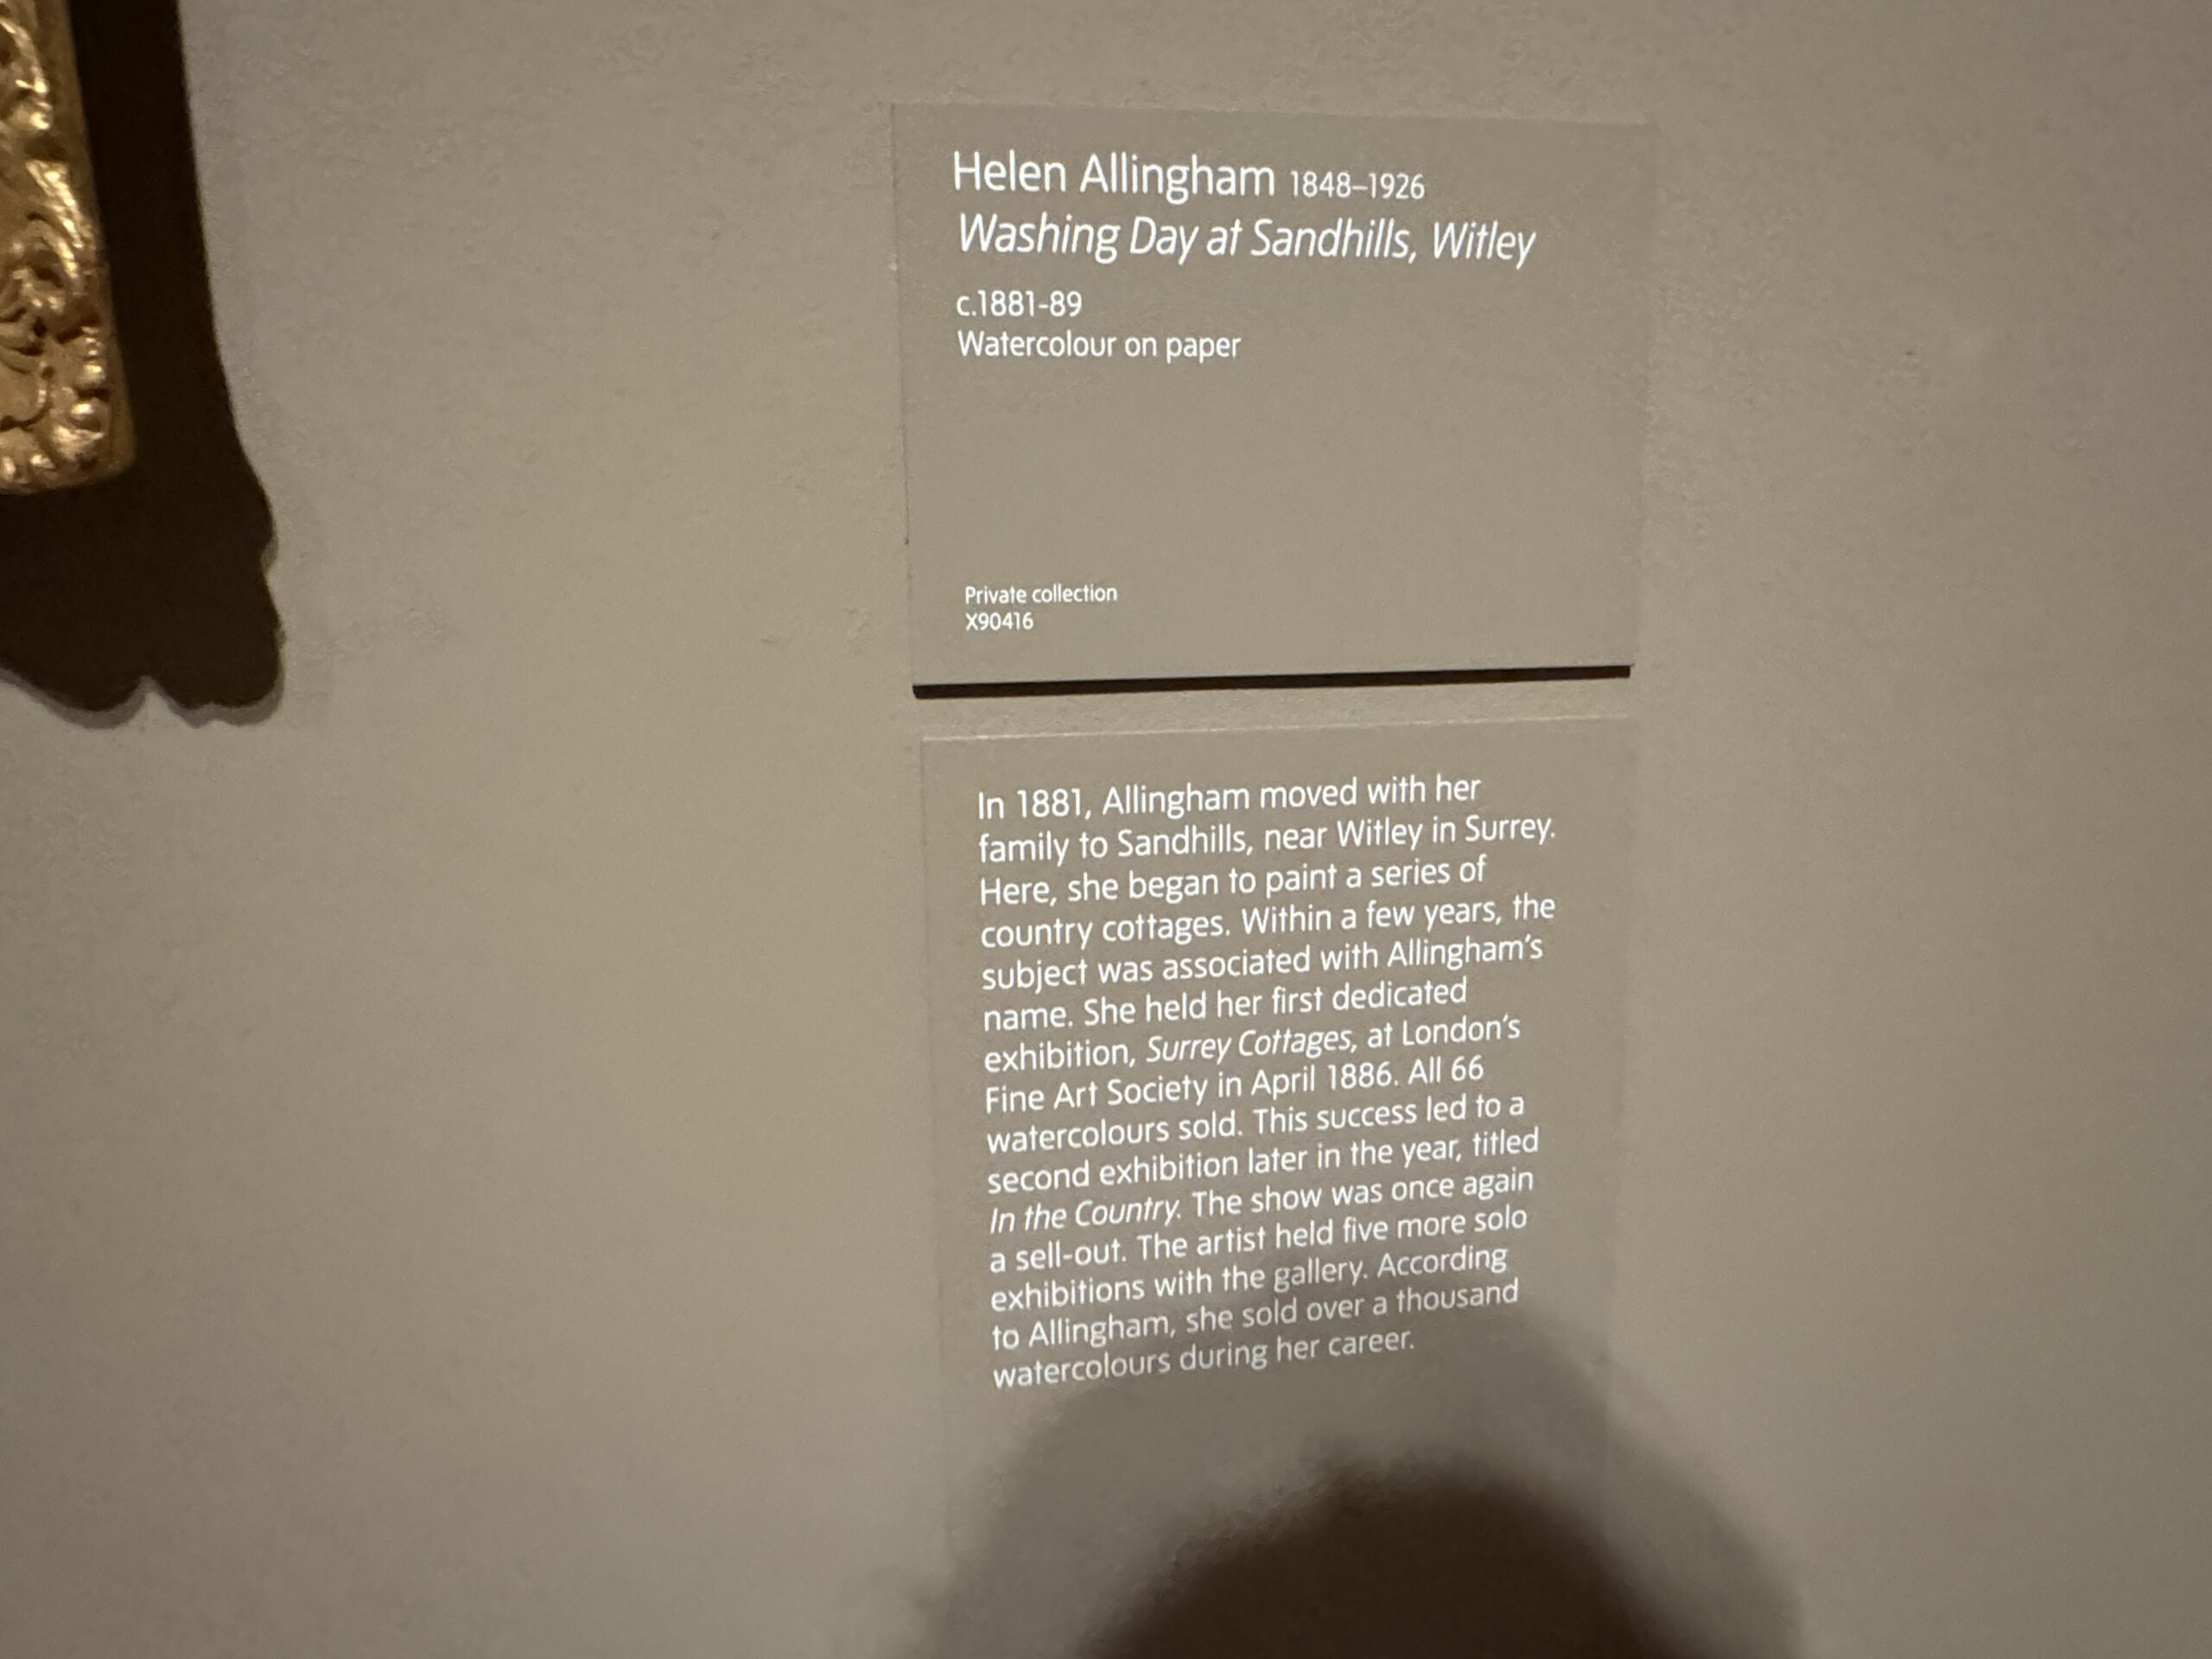 Helen Allingham 1848–1926
Washing Day at Sandhills, Witley
c.1881-89
Watercolour on paper
Private collection
X90416
In 1881, Allingham moved with her
family to Sandhills, near Witley in Surrey.
Here, she began to paint a series of
country cottages. Within a few years, the
subject was associated with Allingham’s
name. She held her first dedicated
exhibition, Surrey Cottages, at London’s
Fine Art Society in April 1886. All 66
watercolours sold. This success led to a
second exhibition later in the year, titled
In the Country. The show was once again
a sell-out. The artist held five more solo
exhibitions with the gallery. According
to Allingham, she sold over a thousand
watercolours during her career.